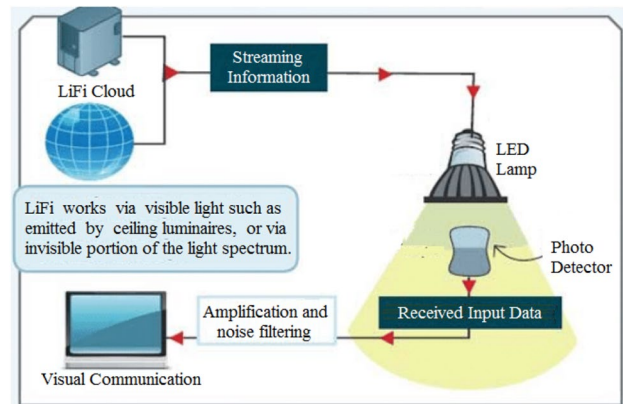 Streaming
Information
LiFi Cloud
LED
Lamp
LiFi works via visible light such as
emitted by ceiling luminaires, or via
invisible portion of the light spectrum.
Photo
Detector
Received Input Data
Amplification and
noise filtering
Visual Communication